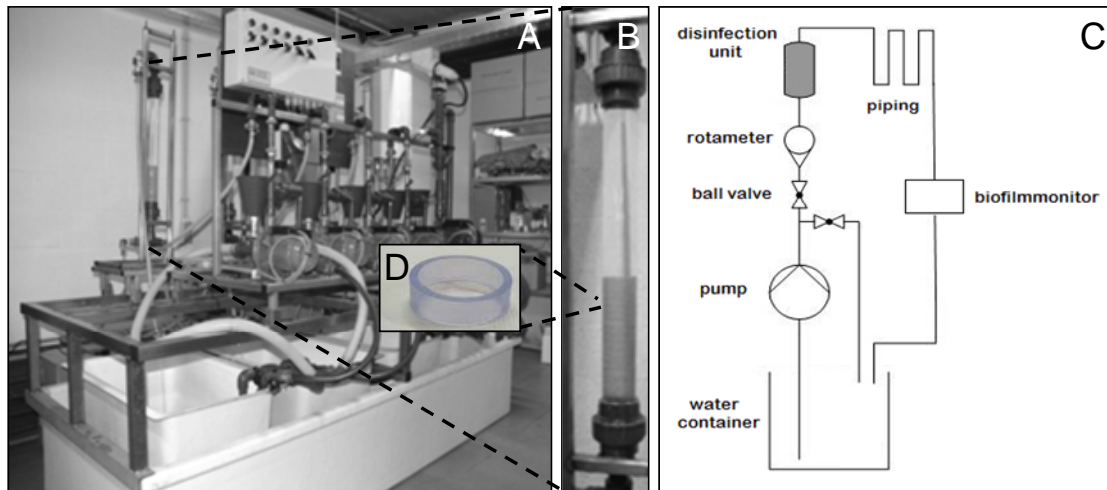 A
B
C
D
disinfection
unit
piping
rotameter
ball valve
biofilmmonitor
pump
water
container